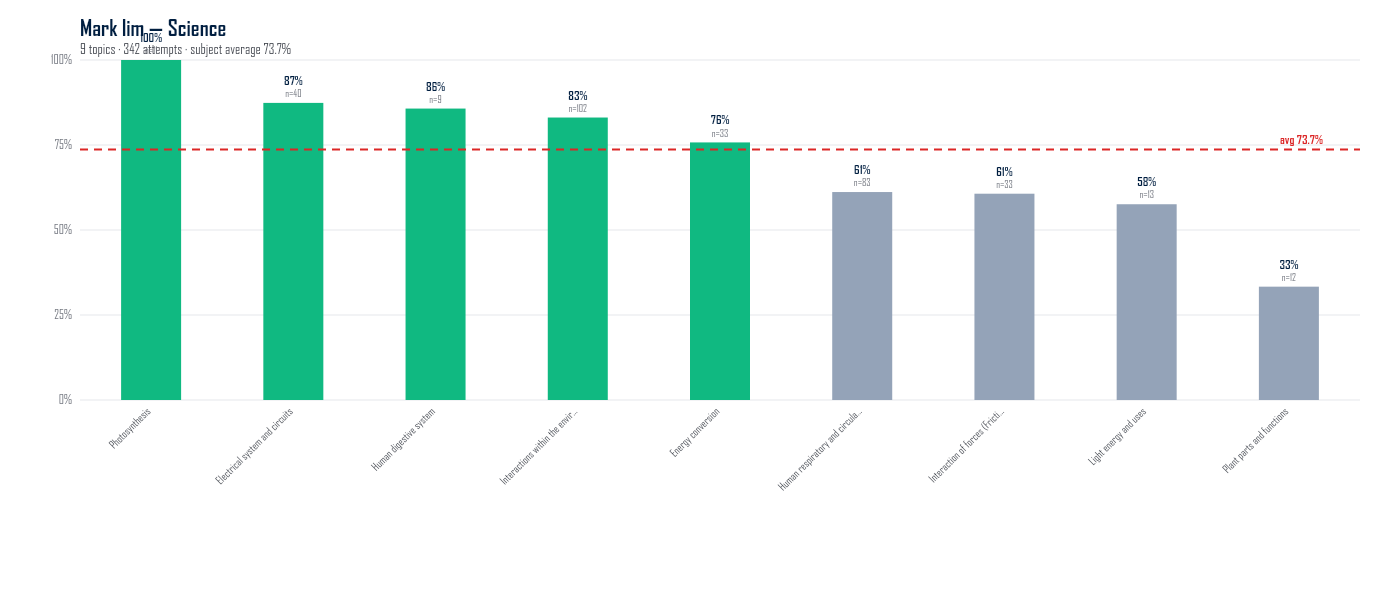 Mark lim — Science
100%
9 topics · 342 attempts · subject average 73.7%
100%
87%
n=40
86%
n=9
83%
n=102
76%
n=33
75%
avg 73.7%
61%
n=83
61%
n=33
58%
n=13
50%
33%
n=12
25%
0%
Photosynthesis
Electrical system and circuits
Human digestive system
Interactions within the envir...
Energy conversion
Human respiratory and circula...
Interaction of forces (Fricti...
Light energy and uses
Plant parts and functions